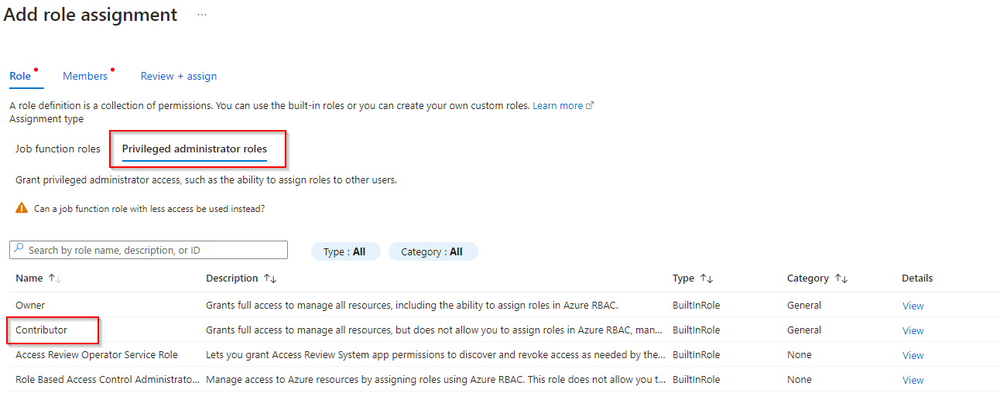 Add role assignment ...
Role Members Review + assign
A role definition is a collection of permissions. You can use the built-in roles or you can create your own custom roles. Learn more
Assignment type
Job function roles Privileged administrator roles
Grant privileged administrator access, such as the ability to assign roles to other users.
Can a job function role with less access be used instead?
Search by role name, description, or ID Type : All Category : All
Name ↑↓ Description ↑↓ Type ↑↓ Category ↑↓ Details
Owner Grants full access to manage all resources, including the ability to assign roles in Azure RBAC. BuiltInRole General View
Contributor Grants full access to manage all resources, but does not allow you to assign roles in Azure RBAC, man... BuiltInRole General View
Access Review Operator Service Role Lets you grant Access Review System app permissions to discover and revoke access as needed by the... BuiltInRole None View
Role Based Access Control Administrato... Manage access to Azure resources by assigning roles using Azure RBAC. This role does not allow you t... BuiltInRole None View